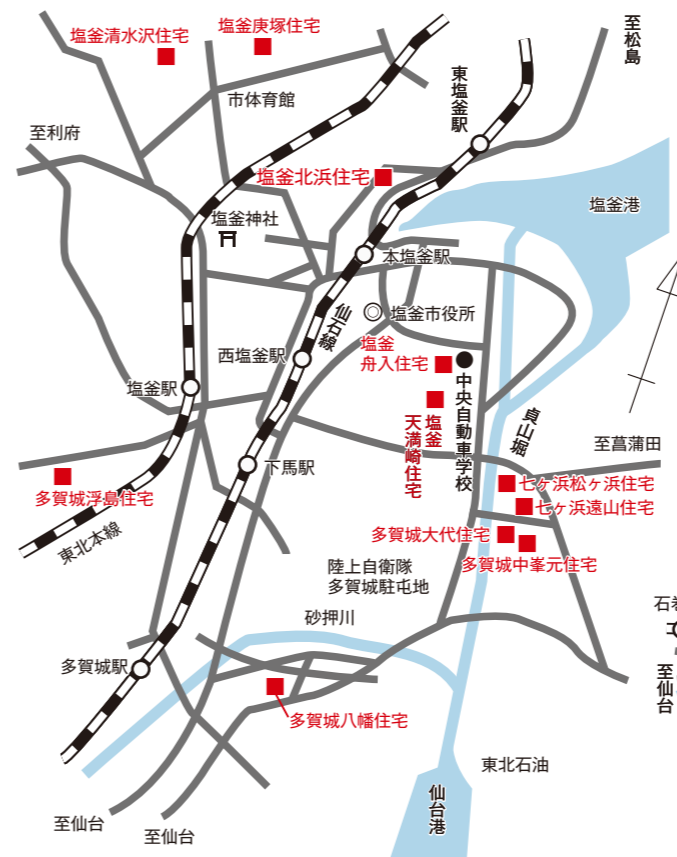 塩釜清水沢住宅
塩釜庚塚住宅
至松島
市体育館
東塩釜駅
至利府
塩釜北浜住宅
塩釜港
塩釜神社
本塩釜駅
仙石線
塩釜市役所
西塩釜駅
塩釜
舟入住宅
塩釜駅
中央自動車学校
塩釜
天満崎住宅
貞山堀
至菖蒲田
下馬駅
七ヶ浜松ヶ浜住宅
多賀城浮島住宅
七ヶ浜遠山住宅
多賀城大代住宅
東北本線
多賀城中峯元住宅
陸上自衛隊
多賀城駐屯地
砂押川
多賀城駅
至仙台
多賀城八幡住宅
東北石油
仙台港
至仙台
至仙台